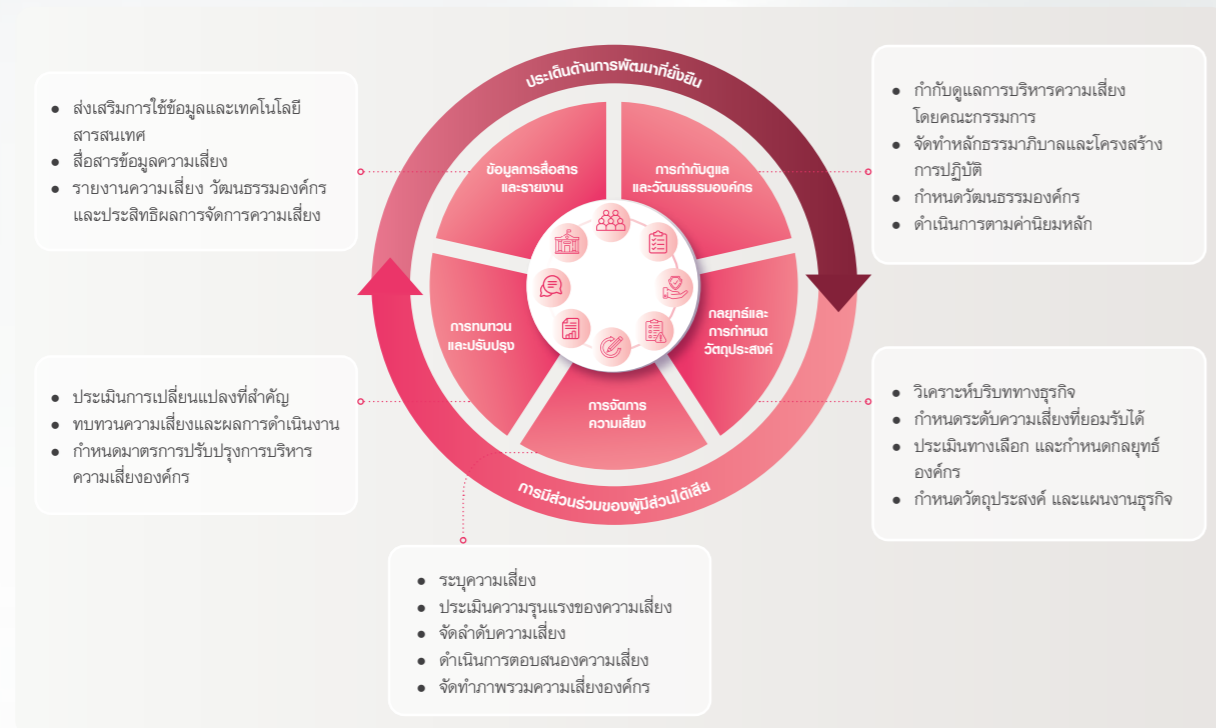 ประเด็นด้านการพัฒนาที่ยั่งยืน
● ส่งเสริมการใช้ข้อมูลและเทคโนโลยี
สารสนเทศ
● สื่อสารข้อมูลความเสี่ยง
● รายงานความเสี่ยง วัฒนธรรมองค์กร
และประสิทธิผลการจัดการความเสี่ยง
ข้อมูลการสื่อสาร
และรายงาน
การกำกับดูแล
และวัฒนธรรมองค์กร
● กำกับดูแลการบริหารความเสี่ยง
โดยคณะกรรมการ
● จัดทำหลักธรรมาภิบาลและโครงสร้าง
การปฏิบัติ
● กำหนดวัฒนธรรมองค์กร
● ดำเนินการตามค่านิยมหลัก
การทบทวน
และปรับปรุง
กลยุทธ์และ
การกำหนด
วัตถุประสงค์
● ประเมินการเปลี่ยนแปลงที่สำคัญ
● ทบทวนความเสี่ยงและผลการดำเนินงาน
● กำหนดมาตรการปรับปรุงการบริหาร
ความเสี่ยงองค์กร
การจัดการ
ความเสี่ยง
● วิเคราะห์บริบททางธุรกิจ
● กำหนดระดับความเสี่ยงที่ยอมรับได้
● ประเมินทางเลือก และกำหนดกลยุทธ์
องค์กร
● กำหนดวัตถุประสงค์ และแผนงานธุรกิจ
การมีส่วนร่วมของผู้มีส่วนได้เสีย
● ระบุความเสี่ยง
● ประเมินความรุนแรงของความเสี่ยง
● จัดลำดับความเสี่ยง
● ดำเนินการตอบสนองความเสี่ยง
● จัดทำภาพรวมความเสี่ยงองค์กร